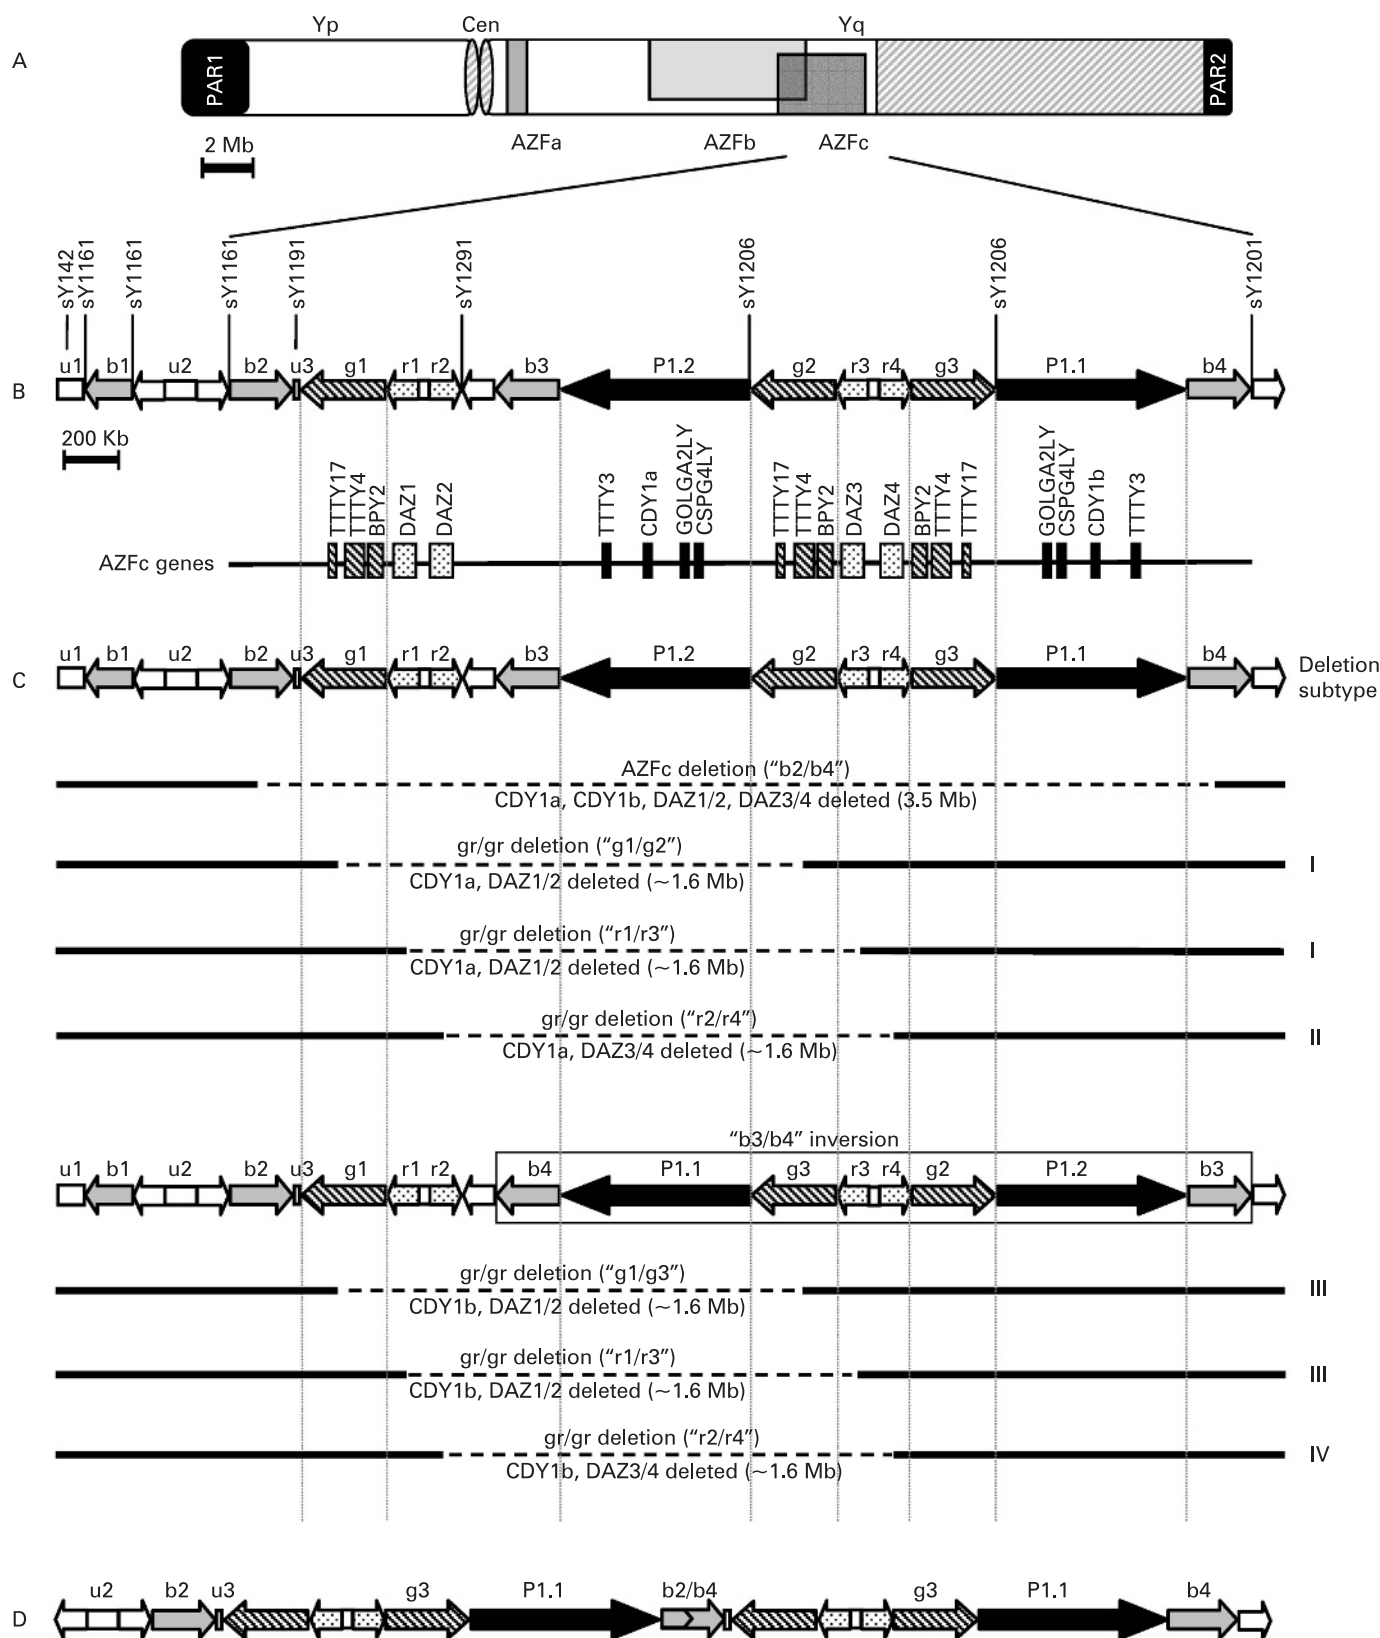 Yp Cen Yq
A
PAR1
PAR2
2 Mb
AZFa AZFb AZFc
sY142
sY1161
sY1161
sY1161
sY1191
sY1291
sY1206
sY1206
sY1201
u1 b1 u2 b2 u3 g1 r1 r2 b3 P1.2 g2 r3 r4 g3 P1.1 b4
B
200 Kb
TTTY17
TTTY4
BPY2
DAZ1
DAZ2
TTTY3
CDY1a
GOLGA2LY
CSPG4LY
TTTY17
TTTY4
BPY2
DAZ3
DAZ4
BPY2
TTTY4
TTTY17
GOLGA2LY
CSPG4LY
CDY1b
TTTY3
AZFc genes
u1 b1 u2 b2 u3 g1 r1 r2 b3 P1.2 g2 r3 r4 g3 P1.1 b4
C
Deletion
subtype
AZFc deletion (“b2/b4”)
CDY1a, CDY1b, DAZ1/2, DAZ3/4 deleted (3.5 Mb)
gr/gr deletion (“g1/g2”)
I
CDY1a, DAZ1/2 deleted (~1.6 Mb)
gr/gr deletion (“r1/r3”)
I
CDY1a, DAZ1/2 deleted (~1.6 Mb)
gr/gr deletion (“r2/r4”)
II
CDY1a, DAZ3/4 deleted (~1.6 Mb)
“b3/b4” inversion
u1 b1 u2 b2 u3 g1 r1 r2 b4 P1.1 g3 r3 r4 g2 P1.2 b3
gr/gr deletion (“g1/g3”)
III
CDY1b, DAZ1/2 deleted (~1.6 Mb)
gr/gr deletion (“r1/r3”)
III
CDY1b, DAZ1/2 deleted (~1.6 Mb)
gr/gr deletion (“r2/r4”)
IV
CDY1b, DAZ3/4 deleted (~1.6 Mb)
u2 b2 u3 g3 P1.1 b2/b4 g3 P1.1 b4
D